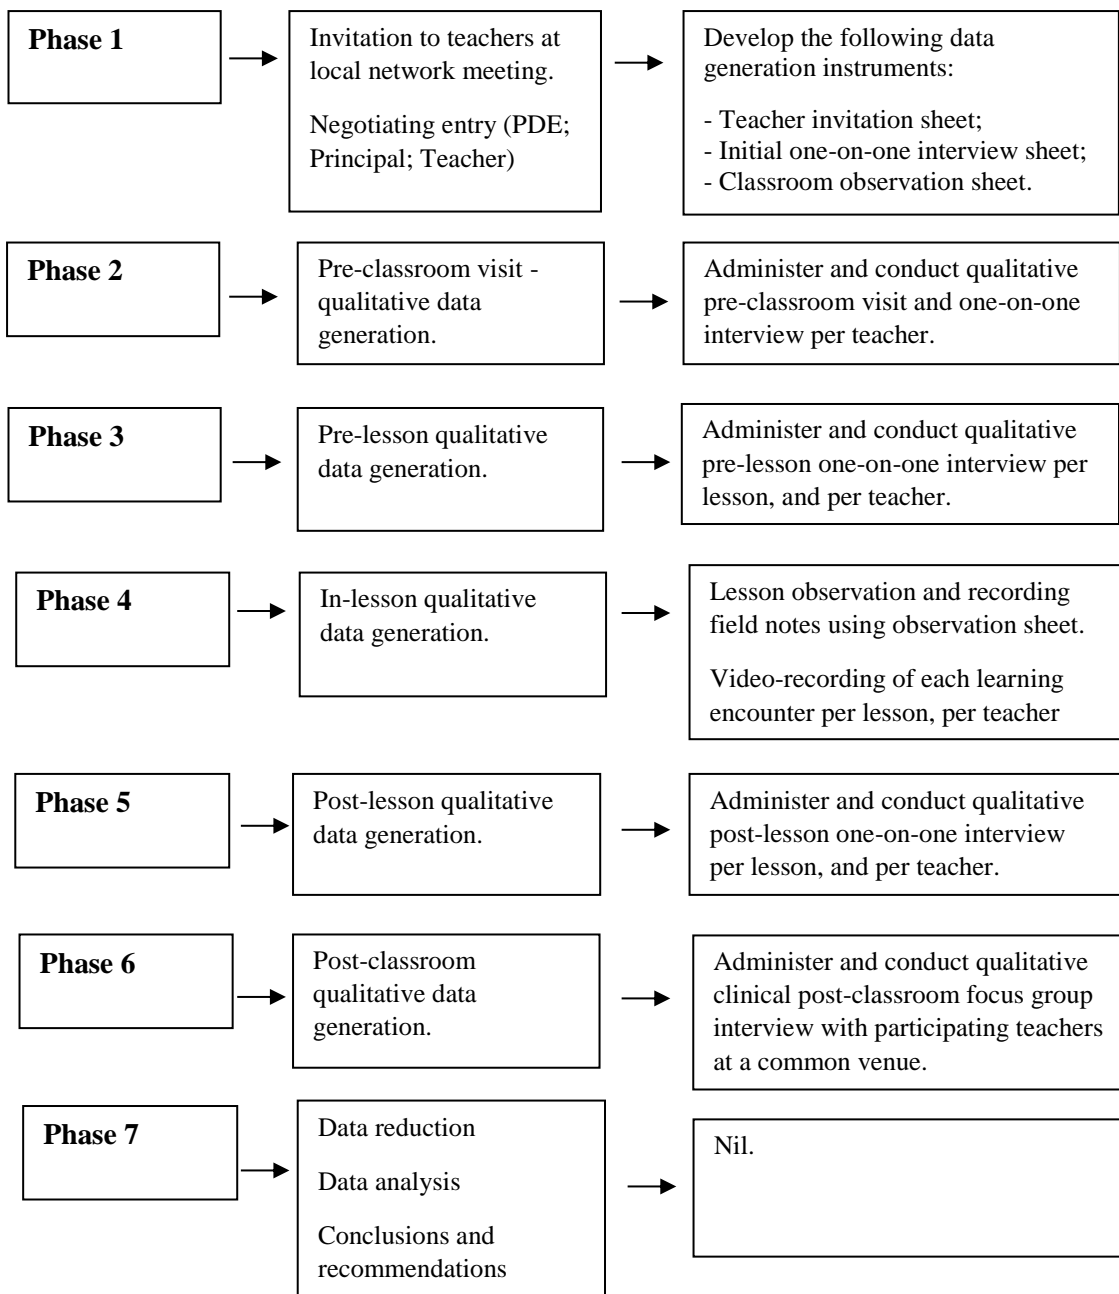 Phase 1
Invitation to teachers at
local network meeting.
Negotiating entry (PDE;
Principal; Teacher)
Develop the following data
generation instruments:
- Teacher invitation sheet;
- Initial one-on-one interview sheet;
- Classroom observation sheet.
Phase 2
Pre-classroom visit -
qualitative data
generation.
Administer and conduct qualitative
pre-classroom visit and one-on-one
interview per teacher.
Phase 3
Pre-lesson qualitative
data generation.
Administer and conduct qualitative
pre-lesson one-on-one interview per
lesson, and per teacher.
Phase 4
In-lesson qualitative
data generation.
Lesson observation and recording
field notes using observation sheet.
Video-recording of each learning
encounter per lesson, per teacher
Phase 5
Post-lesson qualitative
data generation.
Administer and conduct qualitative
post-lesson one-on-one interview
per lesson, and per teacher.
Phase 6
Post-classroom
qualitative data
generation.
Administer and conduct qualitative
clinical post-classroom focus group
interview with participating teachers
at a common venue.
Phase 7
Data reduction
Data analysis
Conclusions and
recommendations
Nil.